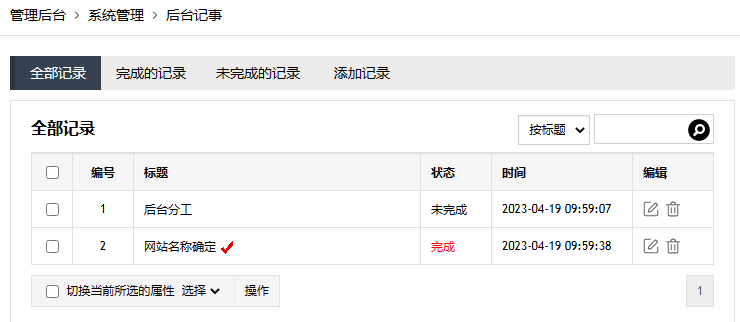 管理后台 > 系统管理 > 后台记事
全部记录 完成的记录 未完成的记录 添加记录
全部记录 按标题
编号 标题 状态 时间 编辑
1 后台分工 未完成 2023-04-19 09:59:07
2 网站名称确定 完成 2023-04-19 09:59:38
切换当前所选的属性 选择 操作 1